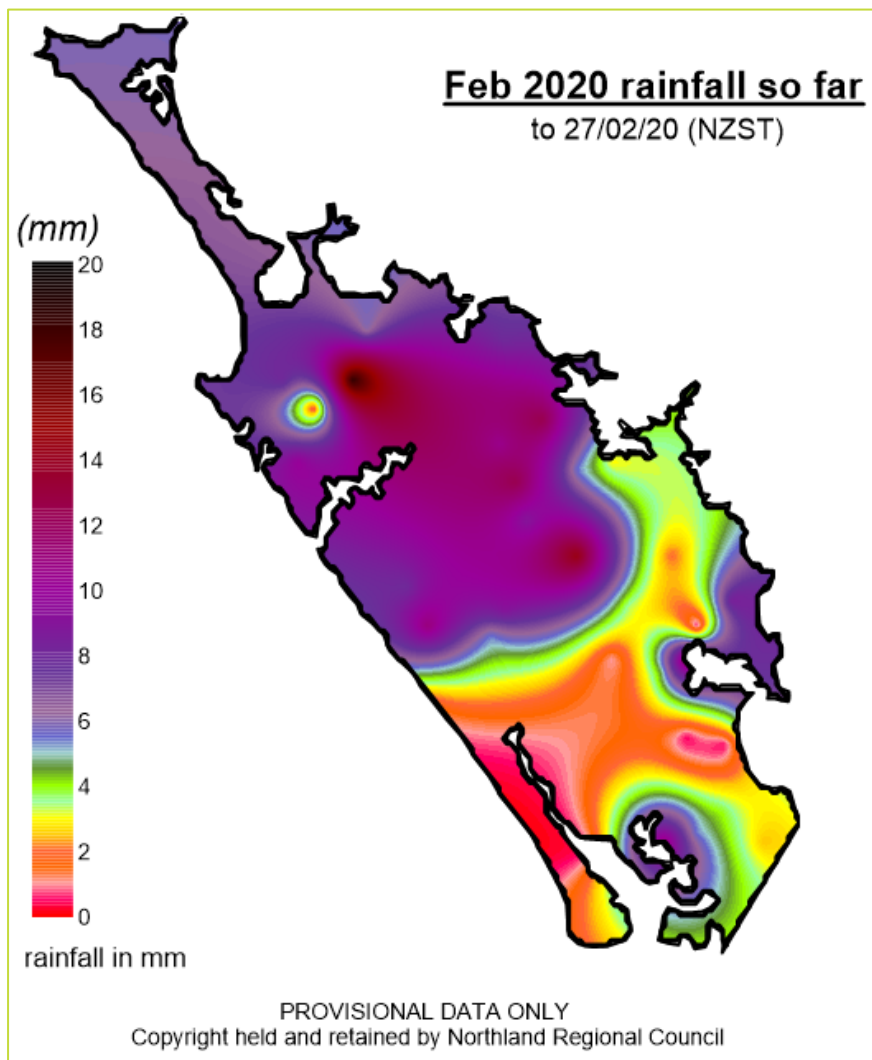 Feb 2020 rainfall so far
to 27/02/20 (NZST)
(mm)
20
18
16
14
12
10
8
6
4
2
0
rainfall in mm
PROVISIONAL DATA ONLY
Copyright held and retained by Northland Regional Council